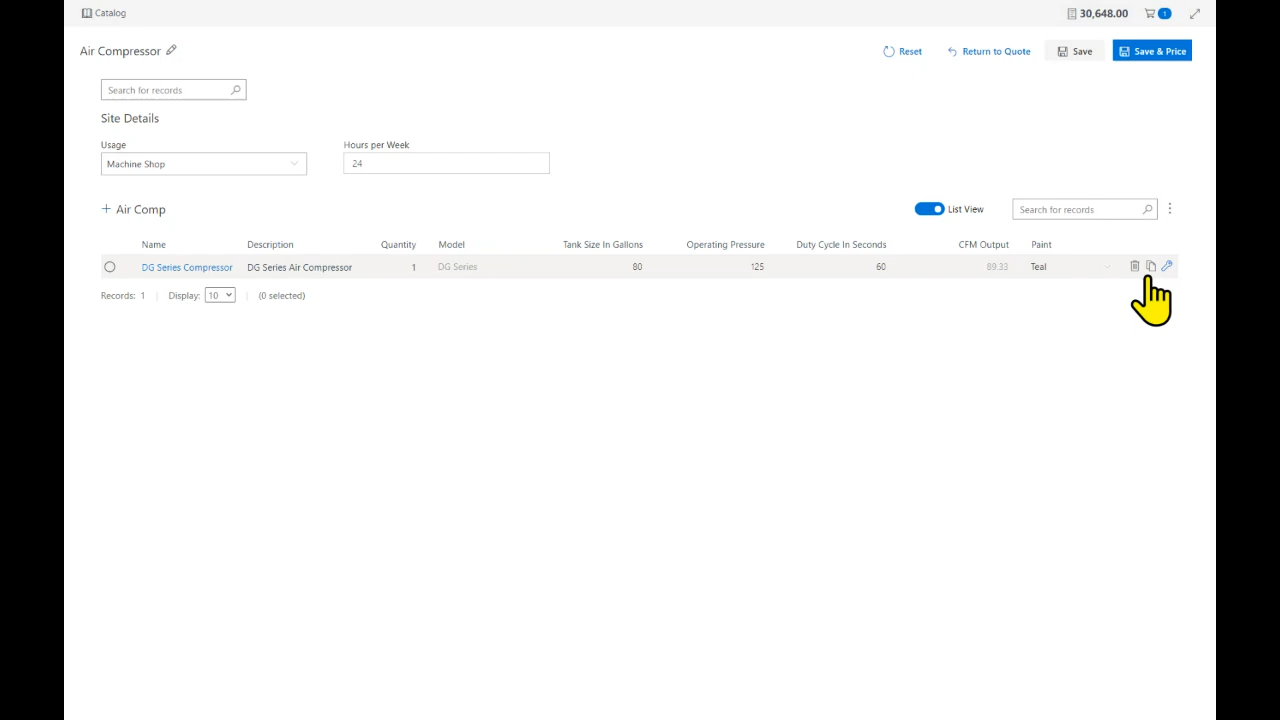 Catalog
30,648.00
1
Air Compressor
Reset
Return to Quote
Save
Save & Price
Search for records
Site Details
Usage
Hours per Week
Machine Shop
24
+ Air Comp
List View
Search for records
Name Description Quantity Model Tank Size In Gallons Operating Pressure Duty Cycle In Seconds CFM Output Paint
DG Series Compressor DG Series Air Compressor 1 DG Series 80 125 60 89.33 Teal
Records: 1 | Display: 10 | (0 selected)